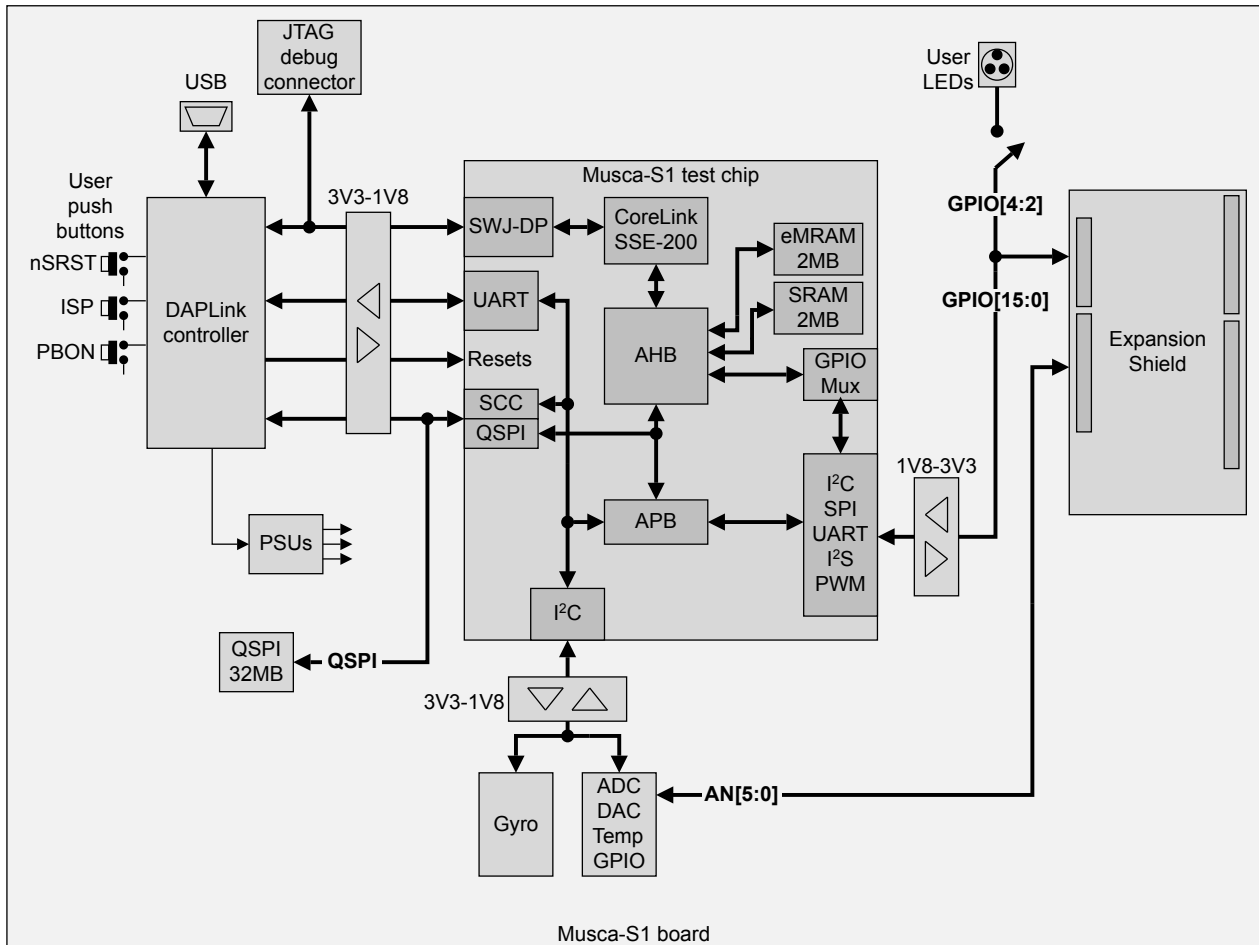 JTAG
debug
connector
USB
User
LEDs
User
push
buttons
3V3-1V8
Musca-S1 test chip
nSRST
ISP
PBON
DAPLink
controller
SWJ-DP
CoreLink
SSE-200
eMRAM
2MB
UART
SRAM
2MB
AHB
Resets
GPIO
Mux
SCC
QSPI
GPIO[4:2]
GPIO[15:0]
Expansion
Shield
1V8-3V3
APB
I²C
SPI
UART
I²S
PWM
PSUs
I²C
QSPI
32MB
QSPI
3V3-1V8
Gyro
ADC
DAC
Temp
GPIO
AN[5:0]
Musca-S1 board